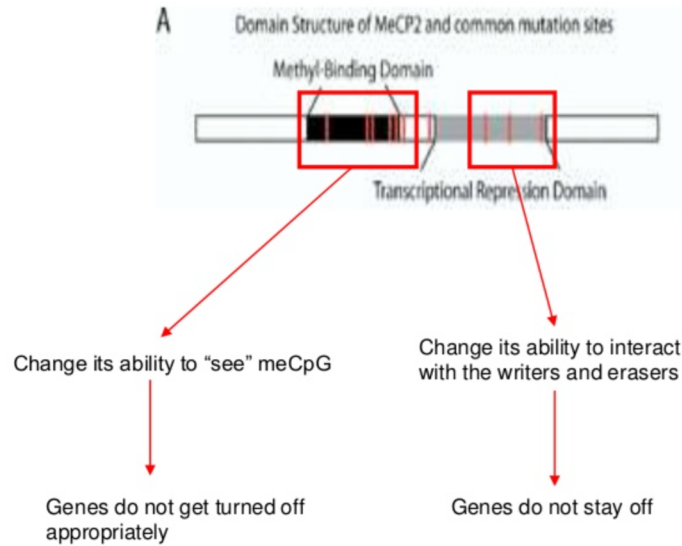 A
Domain Structure of MeCP2 and common mutation sites
Methyl-Binding Domain
Transcriptional Repression Domain
Change its ability to “see” meCpG
Change its ability to interact
with the writers and erasers
Genes do not get turned off
appropriately
Genes do not stay off